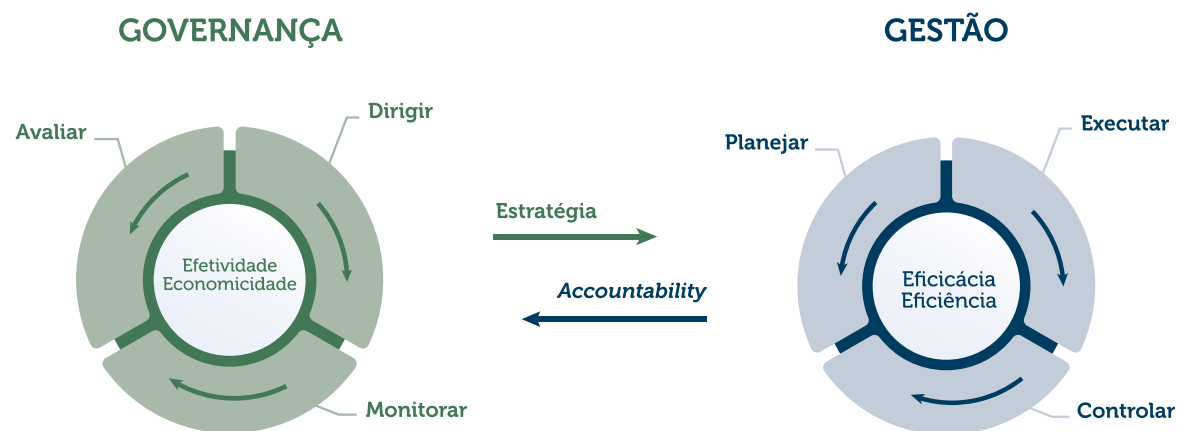 GOVERNANÇA
GESTÃO
Avaliar
Dirigir
Efetividade
Economicidade
Monitorar
Estratégia
Accountability
Planejar
Executar
Eficicácia
Eficiência
Controlar